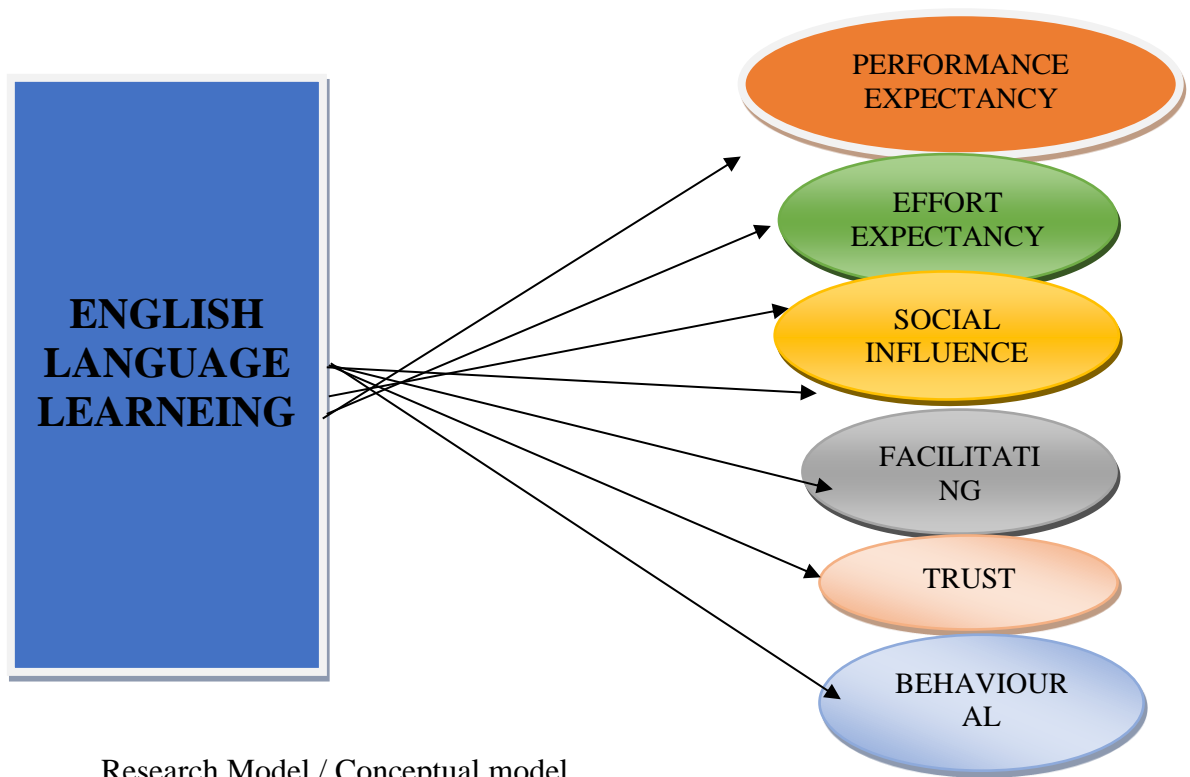 ENGLISH
LANGUAGE
LEARNEING
PERFORMANCE
EXPECTANCY
EFFORT
EXPECTANCY
SOCIAL
INFLUENCE
FACILITATI
NG
TRUST
BEHAVIOUR
AL
Research Model / Conceptual model